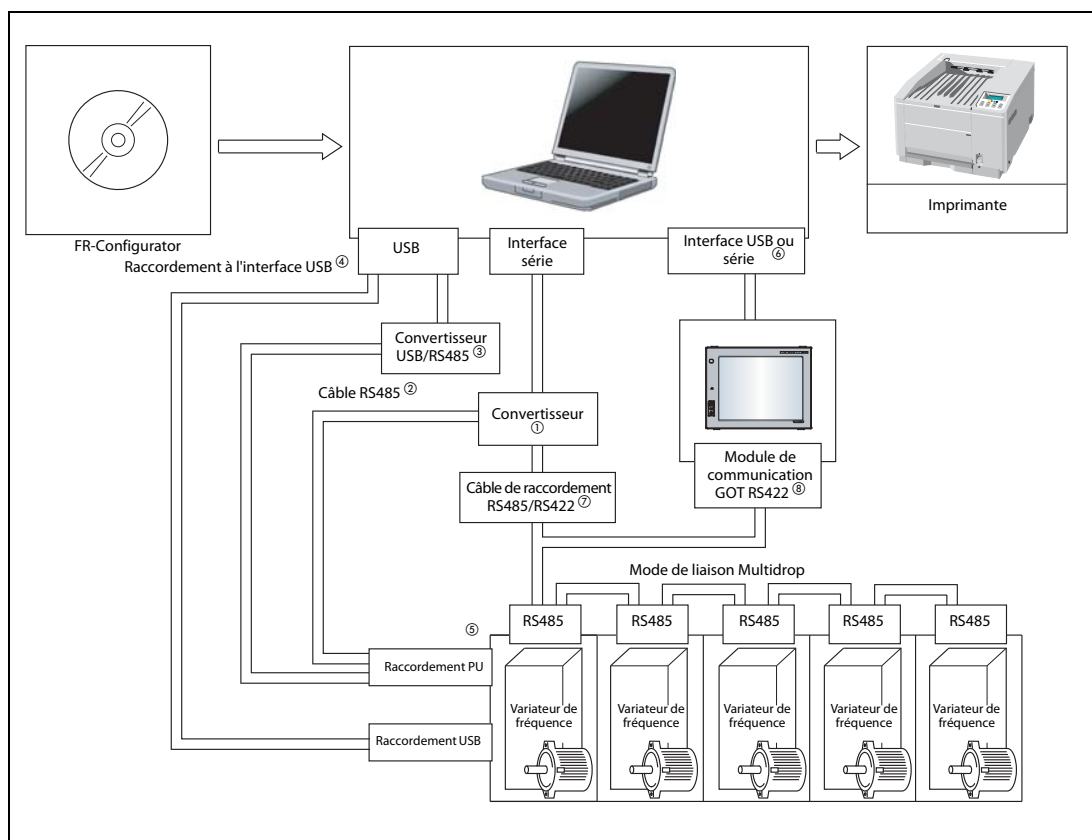 Imprimante
FR-Configurator
Raccordement à l'interface USB ④
USB
Interface
série
Interface USB ou
série ⑥
Convertisseur
USB/RS485 ③
Câble RS485 ②
Convertisseur
①
Câble de raccordement
RS485/RS422 ⑦
Module de
communication
GOT RS422 ⑧
Mode de liaison Multidrop
RS485
RS485
RS485
RS485
RS485
⑤
Raccordement PU
Raccordement USB
Variateur de
fréquence
Variateur de
fréquence
Variateur de
fréquence
Variateur de
fréquence
Variateur de
fréquence